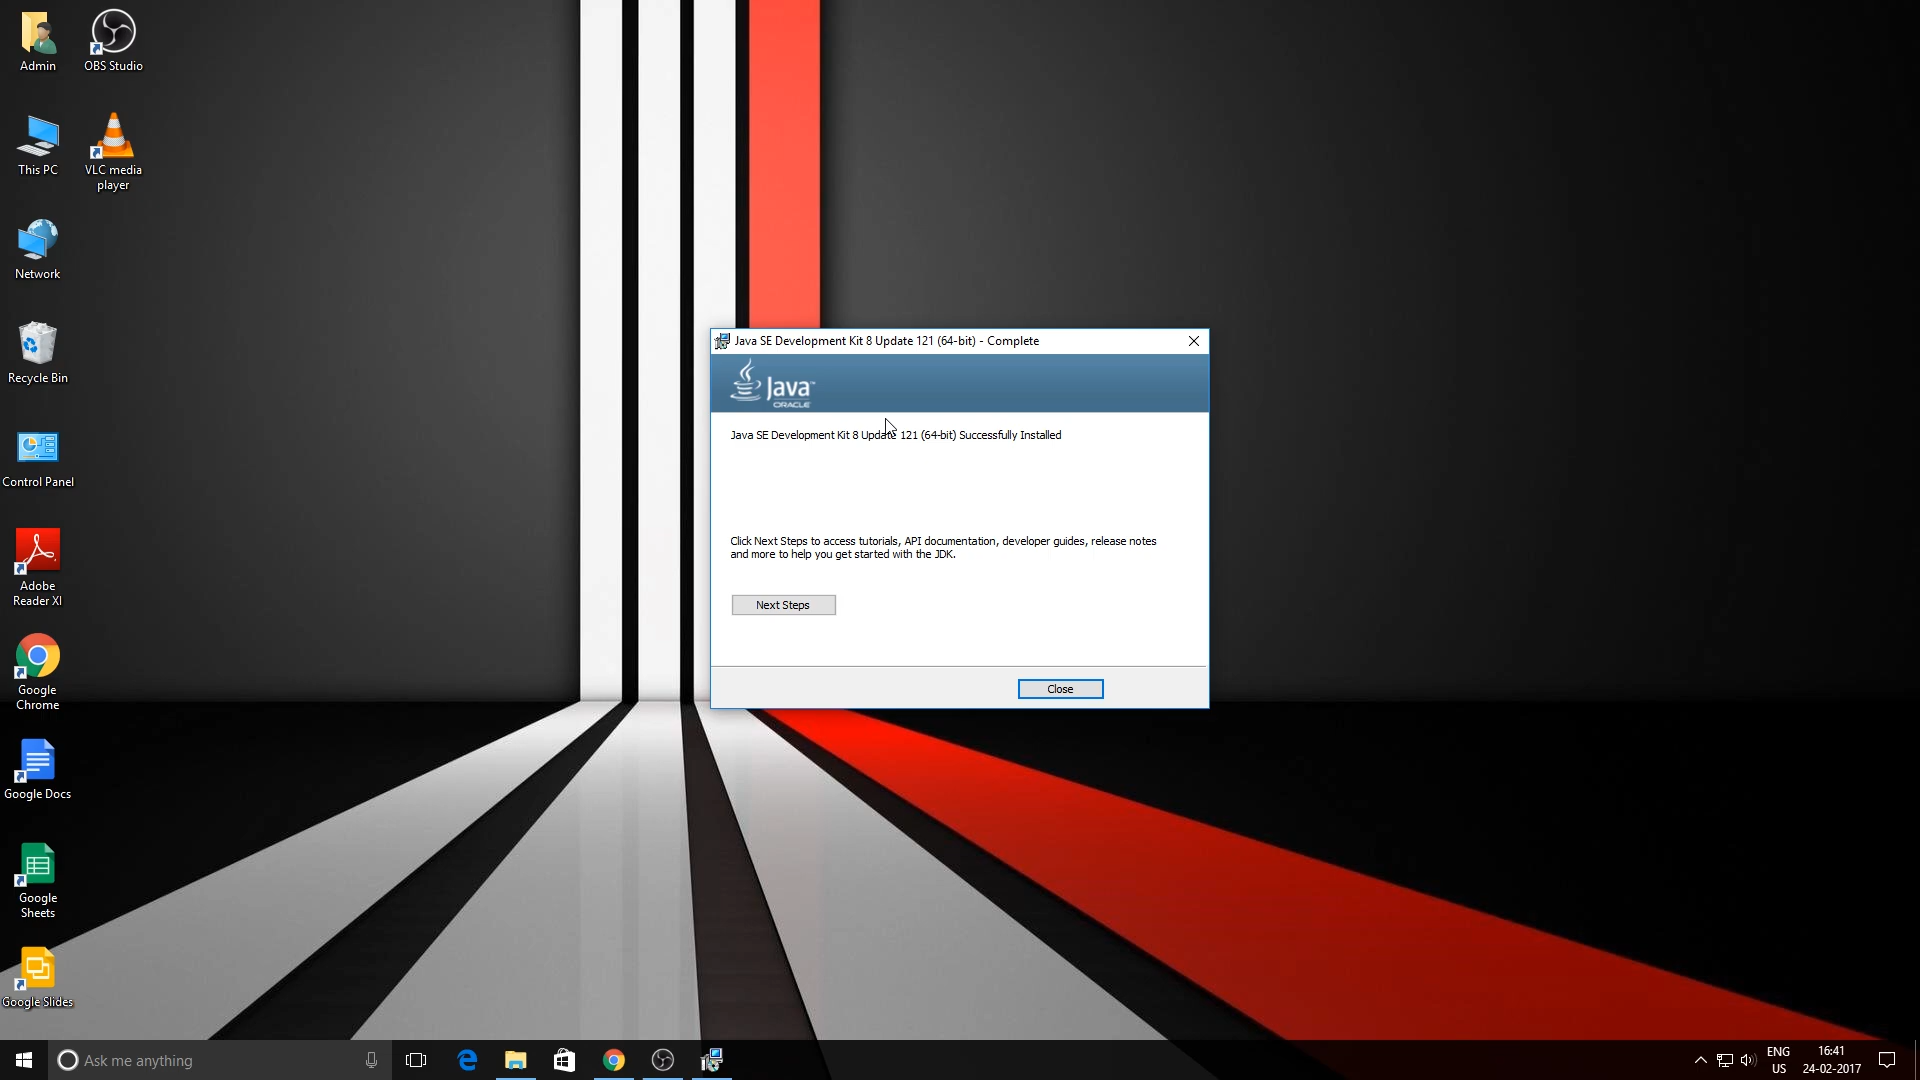 Admin
OBS Studio
This PC
VLC media
player
Network
Recycle Bin
Control Panel
Adobe
Reader XI
Google
Chrome
Google Docs
Google
Sheets
Google Slides
Java SE Development Kit 8 Update 121 (64-bit) - Complete
Java™
ORACLE
Java SE Development Kit 8 Update 121 (64-bit) Successfully Installed
Click Next Steps to access tutorials, API documentation, developer guides, release notes
and more to help you get started with the JDK.
Next Steps
Close
Ask me anything
ENG
US
16:41
24-02-2017